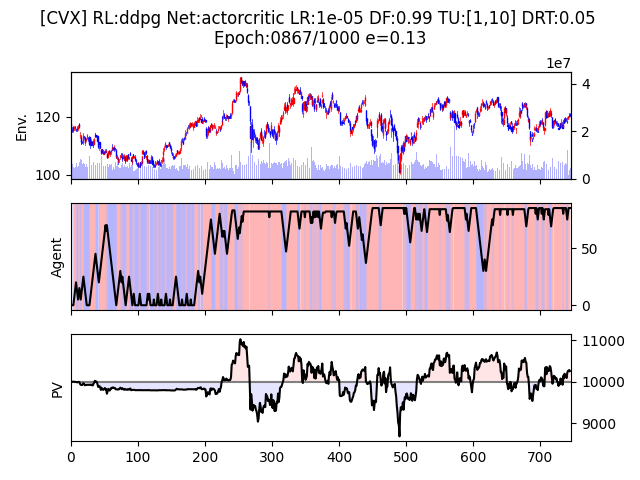 [CVX] RL:ddpg Net:actorcritic LR:1e-05 DF:0.99 TU:[1,10] DRT:0.05
Epoch:0867/1000 e=0.13
1e7
Env.
120
100
4
2
0
Agent
50
0
PV
11000
10000
9000
0 100 200 300 400 500 600 700